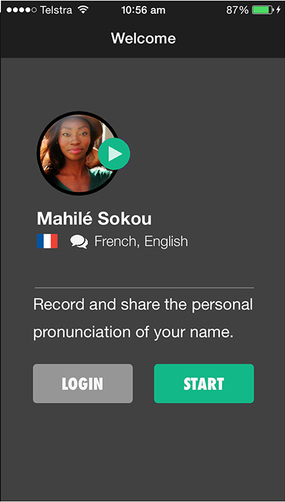 Telstra 10:56 am 87%
Welcome
Mahilé Sokou
French, English
Record and share the personal
pronunciation of your name.
LOGIN START